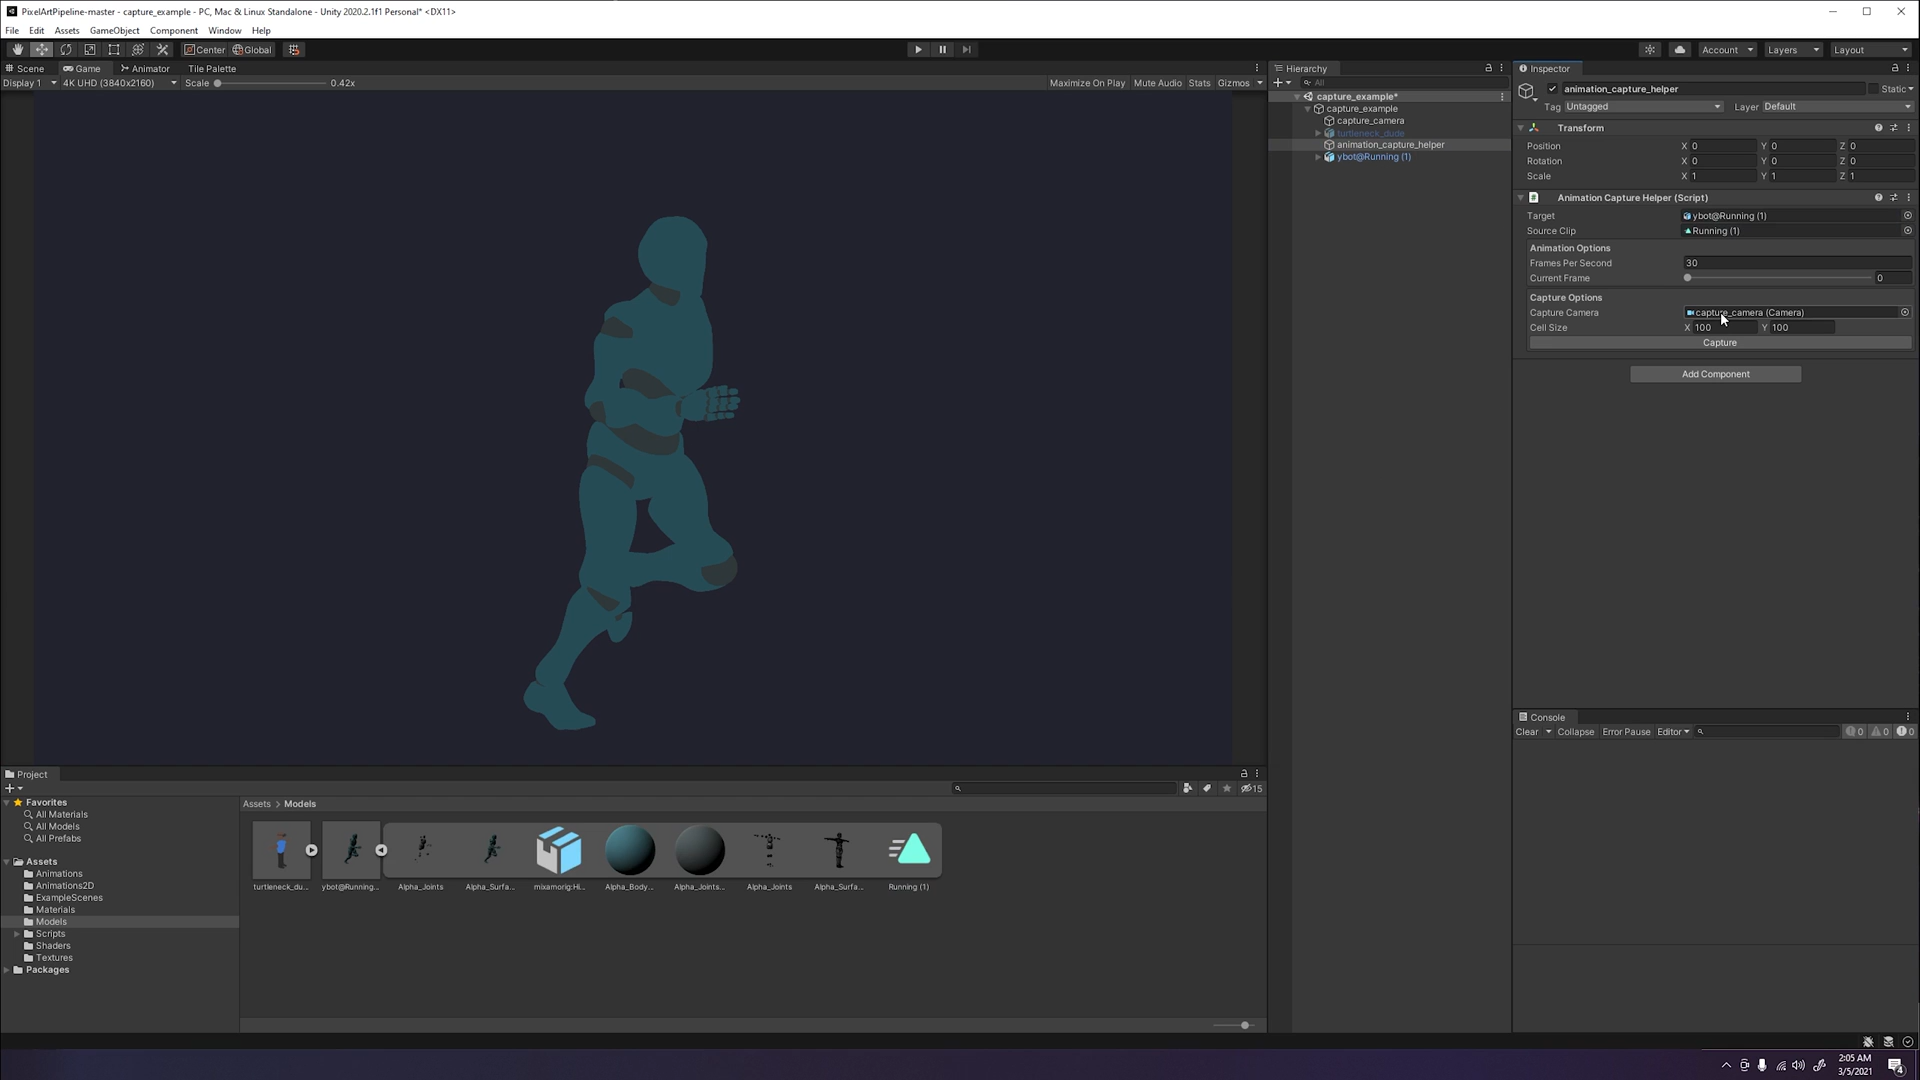 PixelArtPipeline-master - capture_example - PC, Mac & Linux Standalone - Unity 2020.2.1f1 Personal* <DX11>
File Edit Assets GameObject Component Window Help
Center Global Account Layers Layout
Scene Game Animator Tile Palette
Display 1 4K UHD (3840x2160) Scale 0.42x Maximize On Play Mute Audio Stats Gizmos
Hierarchy
All
capture_example*
capture_example
capture_camera
turtleneck_dude
animation_capture_helper
ybot@Running (1)
Inspector
animation_capture_helper Static
Tag Untagged Layer Default
Transform
Position X 0 Y 0 Z 0
Rotation X 0 Y 0 Z 0
Scale X 1 Y 1 Z 1
Animation Capture Helper (Script)
Target ybot@Running (1)
Source Clip Running (1)
Animation Options
Frames Per Second 30
Current Frame 0
Capture Options
Capture Camera capture_camera (Camera)
Cell Size X 100 Y 100
Capture
Add Component
Console
Clear Collapse Error Pause Editor 0 0 0
Project
15
Favorites
All Materials
All Models
All Prefabs
Assets
Animations
Animations2D
ExampleScenes
Materials
Models
Scripts
Shaders
Textures
Packages
Assets > Models
turtleneck_du... ybot@Running... Alpha_Joints Alpha_Surfa... mixamorig:Hi... Alpha_Body... Alpha_Joints... Alpha_Joints Alpha_Surfa... Running (1)
2:05 AM
3/5/2021
4